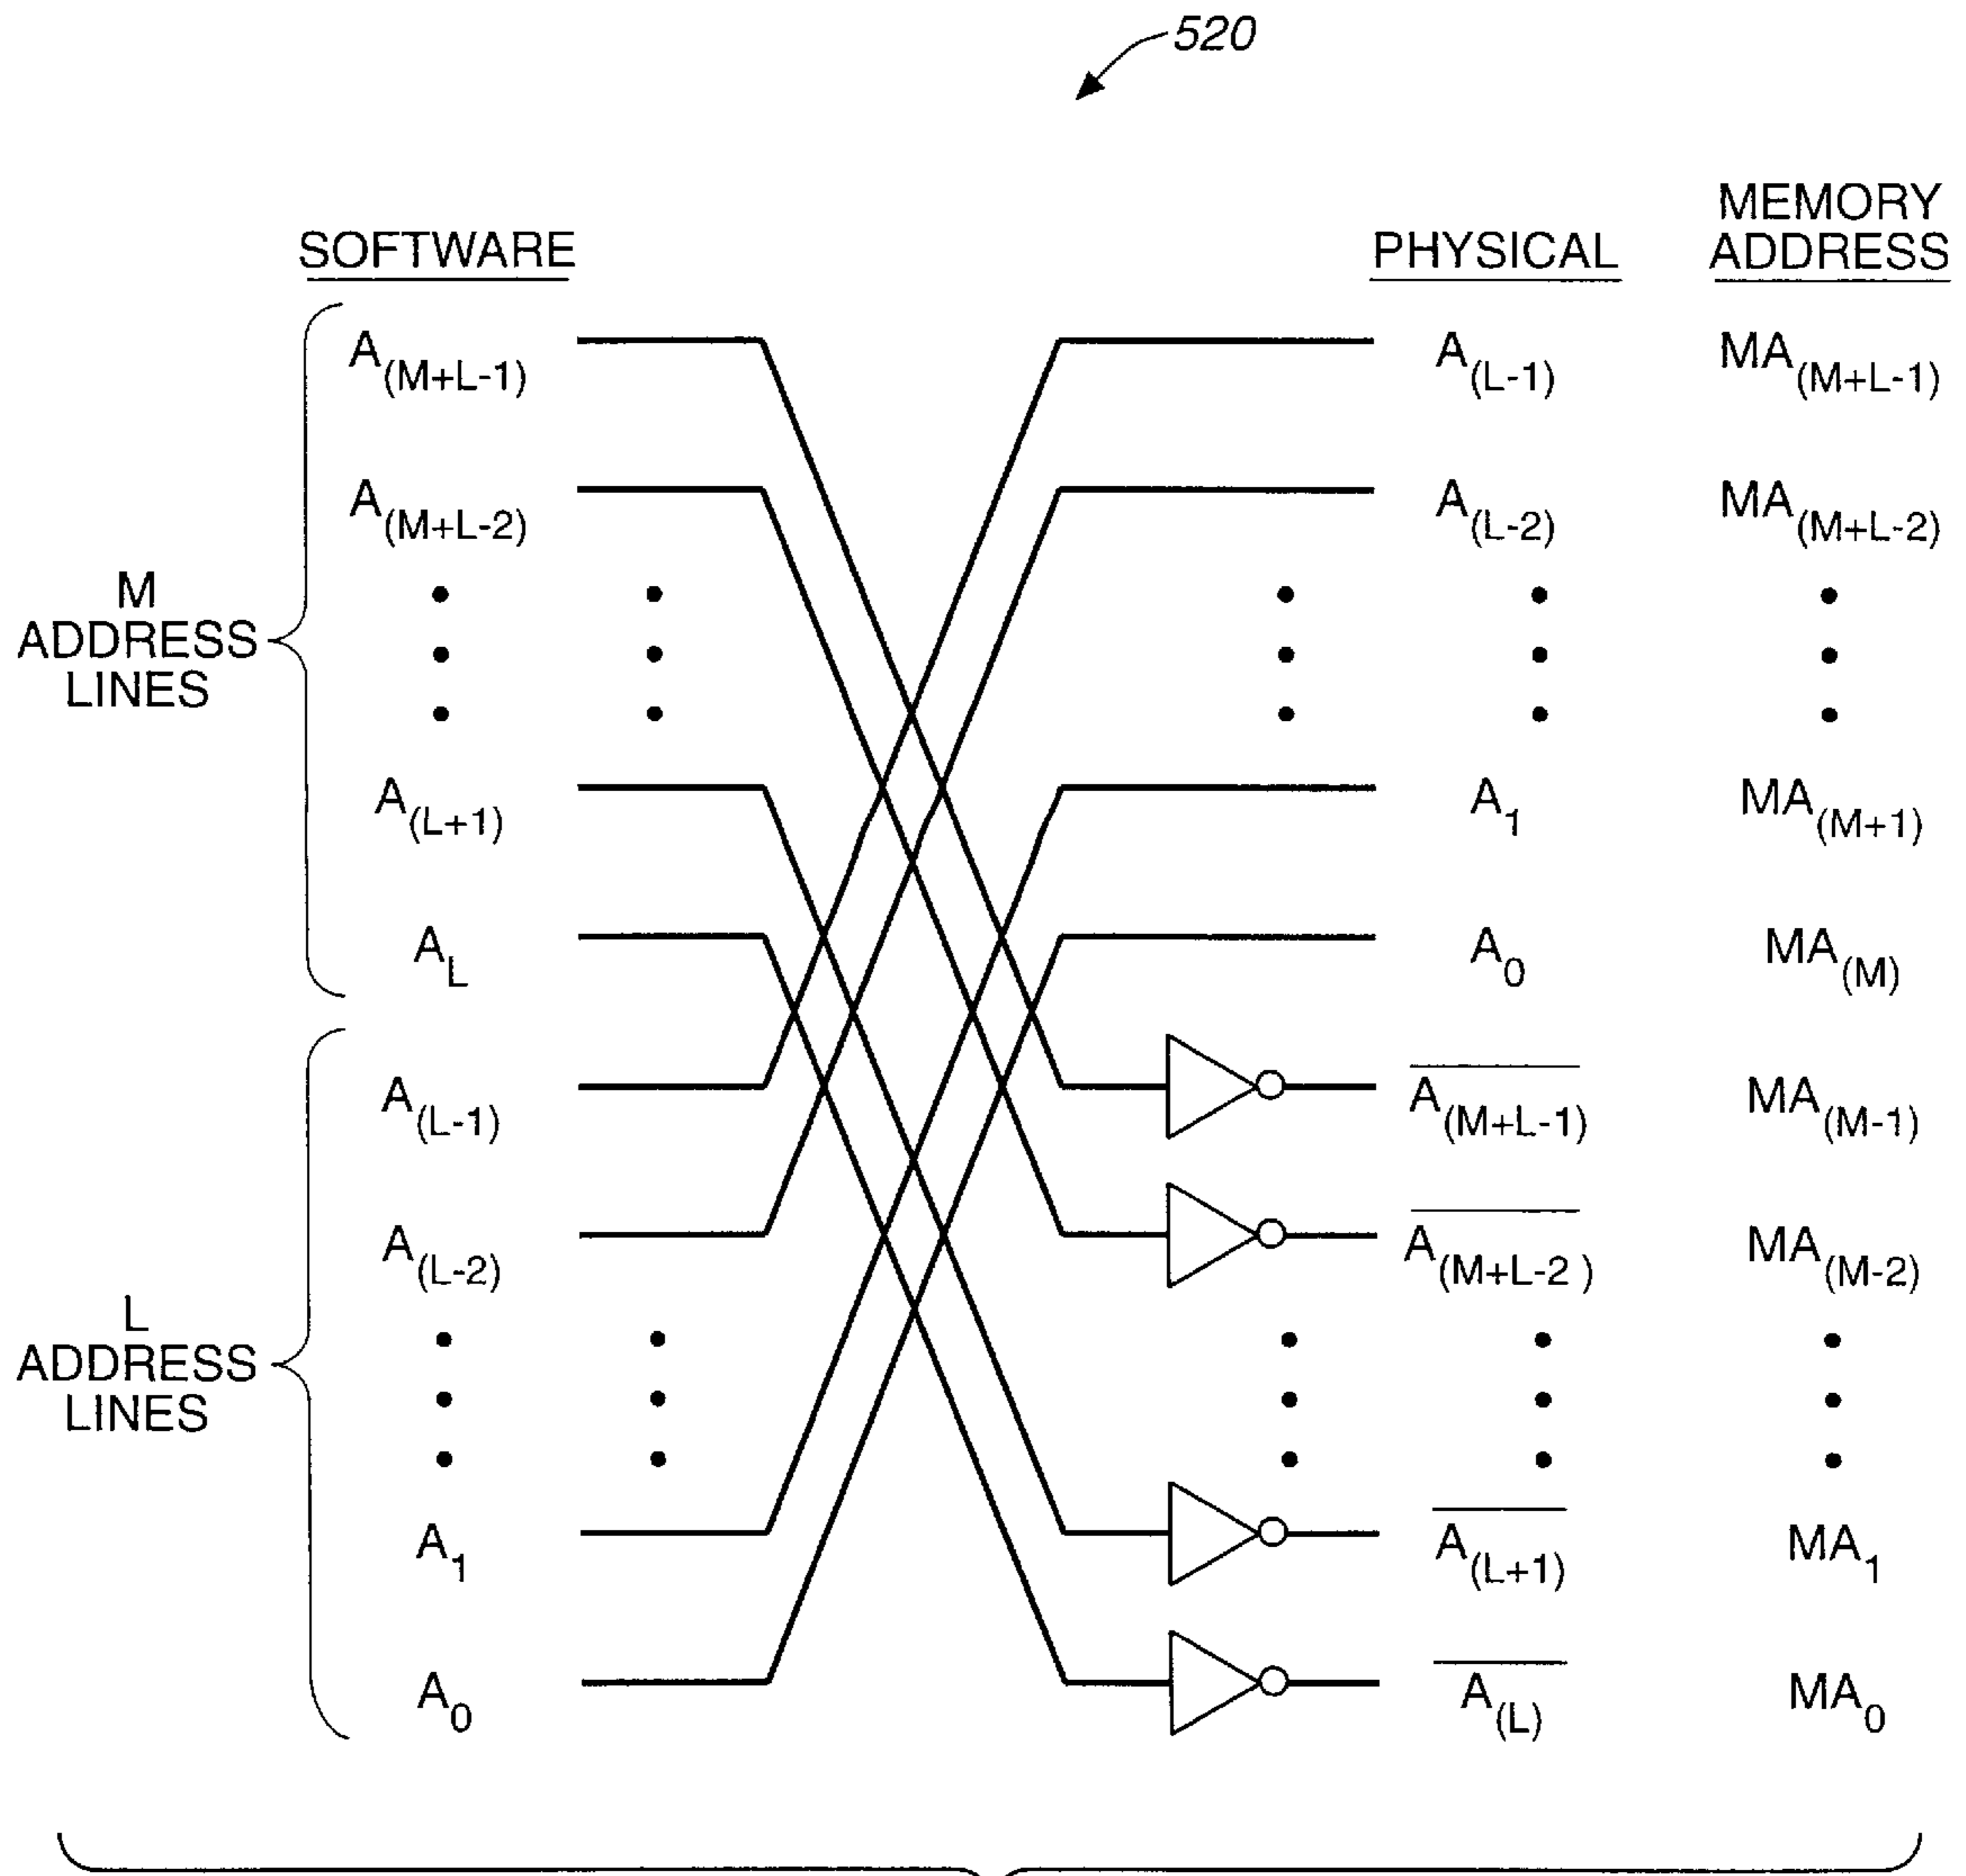 520
SOFTWARE PHYSICAL MEMORY ADDRESS
M ADDRESS LINES
A(M+L-1) A(L-1) MA(M+L-1)
A(M+L-2) A(L-2) MA(M+L-2)
A(L+1) A1 MA(M+1)
AL A0 MA(M)
L ADDRESS LINES
A(L-1) A̅(M+L-1) MA(M-1)
A(L-2) A̅(M+L-2) MA(M-2)
A1 A̅(L+1) MA1
A0 A̅(L) MA0